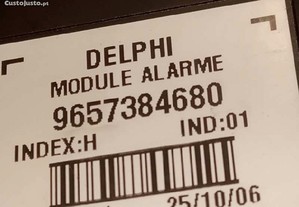 CustoJusto.pt
DELPHI
MODULE ALARME
9657384680
INDEX:H IND:01
25/10/06